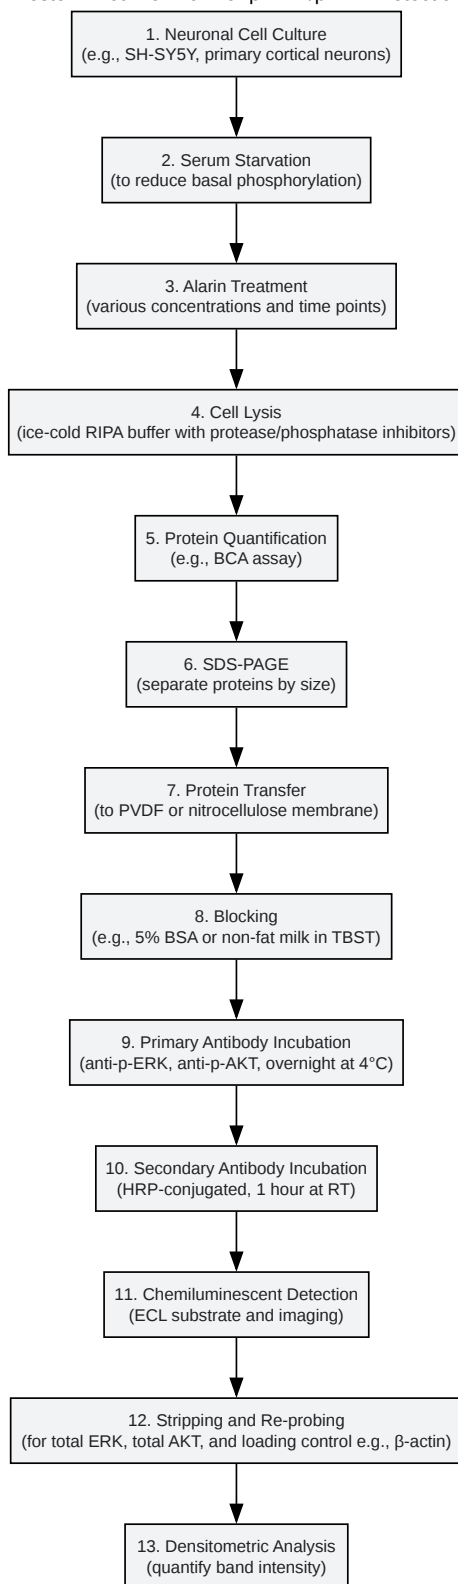 1. Neuronal Cell Culture
(e.g., SH-SY5Y, primary cortical neurons)
2. Serum Starvation
(to reduce basal phosphorylation)
3. Alarin Treatment
(various concentrations and time points)
4. Cell Lysis
(ice-cold RIPA buffer with protease/phosphatase inhibitors)
5. Protein Quantification
(e.g., BCA assay)
6. SDS-PAGE
(separate proteins by size)
7. Protein Transfer
(to PVDF or nitrocellulose membrane)
8. Blocking
(e.g., 5% BSA or non-fat milk in TBST)
9. Primary Antibody Incubation
(anti-p-ERK, anti-p-AKT, overnight at 4°C)
10. Secondary Antibody Incubation
(HRP-conjugated, 1 hour at RT)
11. Chemiluminescent Detection
(ECL substrate and imaging)
12. Stripping and Re-probing
(for total ERK, total AKT, and loading control e.g., β-actin)
13. Densitometric Analysis
(quantify band intensity)